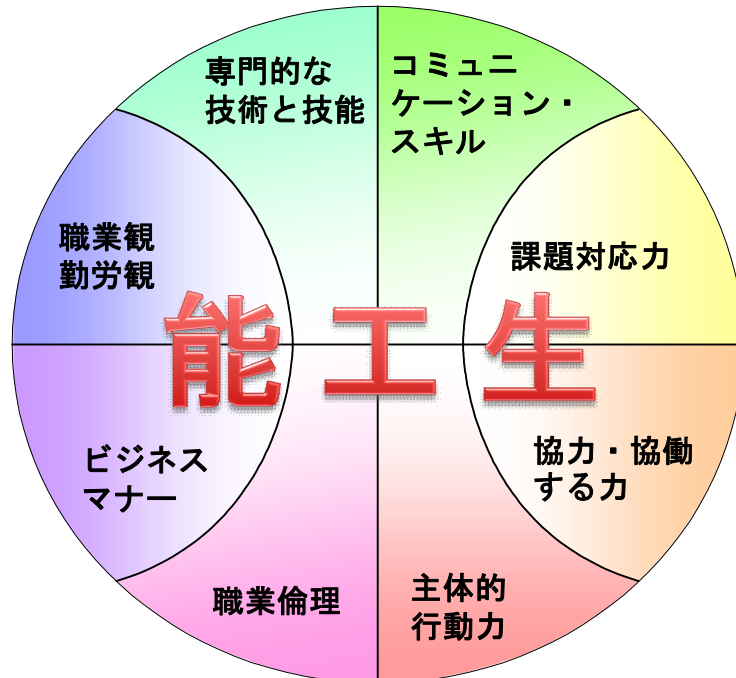 専門的な
技術と技能
コミュニ
ケーション・
スキル
職業観
勤労観
課題対応力
能工生
ビジネス
マナー
協力・協働
する力
職業倫理
主体的
行動力